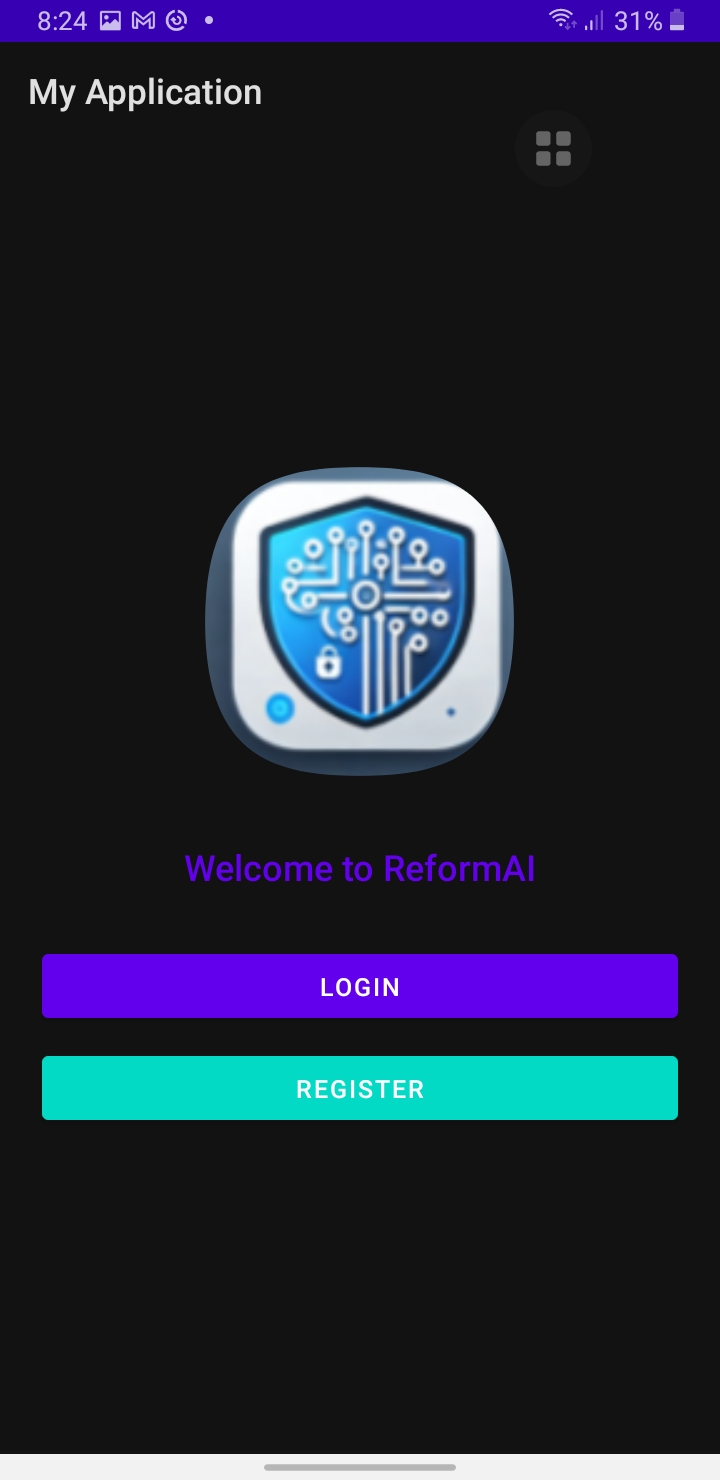 8:24
31%
My Application
Welcome to ReformAI
LOGIN
REGISTER